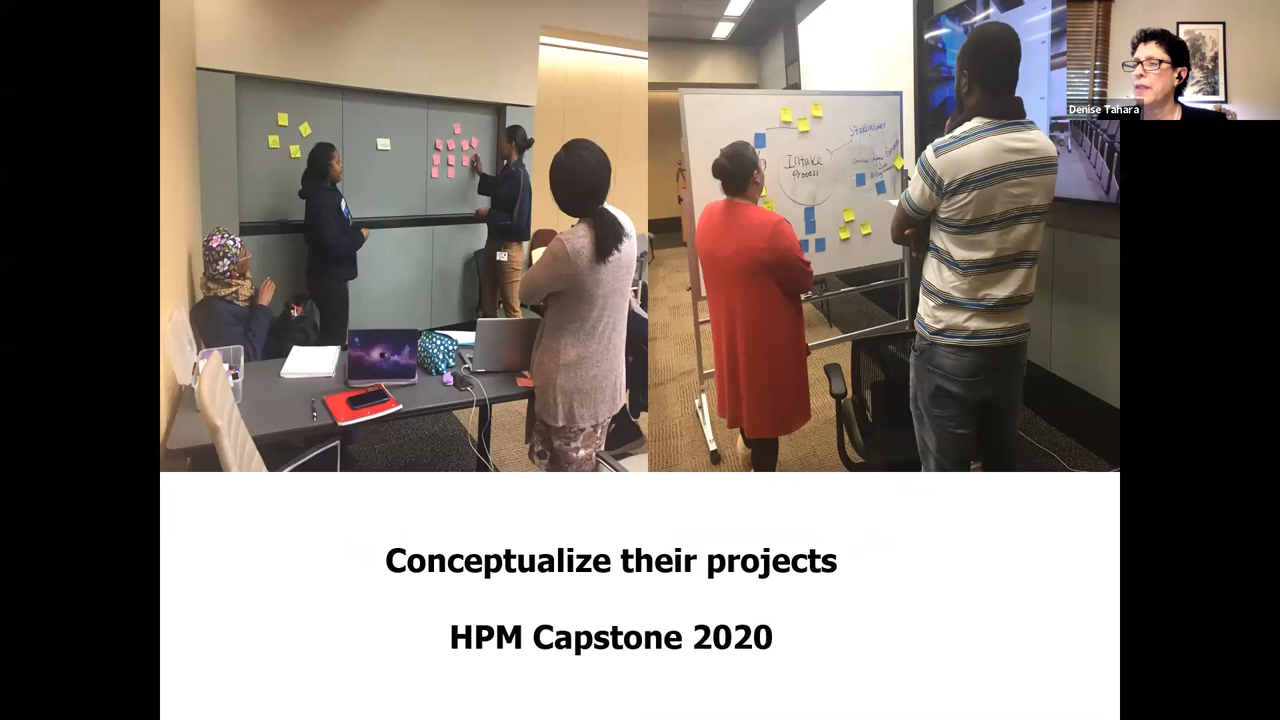 Denise Tahara
Stakeholder
Intake
Process
Conceptualize their projects
HPM Capstone 2020